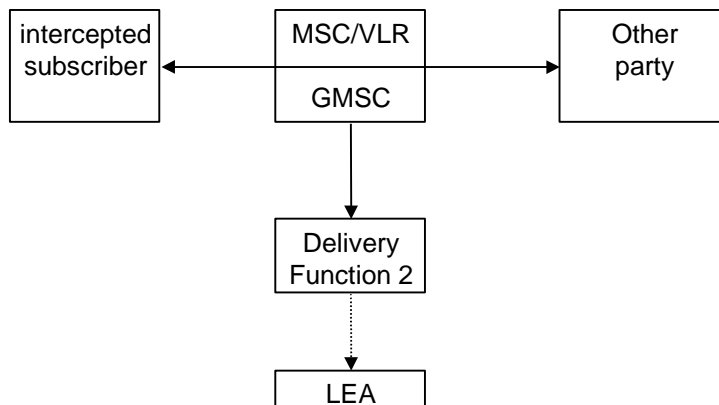 intercepted
subscriber
MSC/VLR
GMSC
Other
party
Delivery
Function 2
LEA